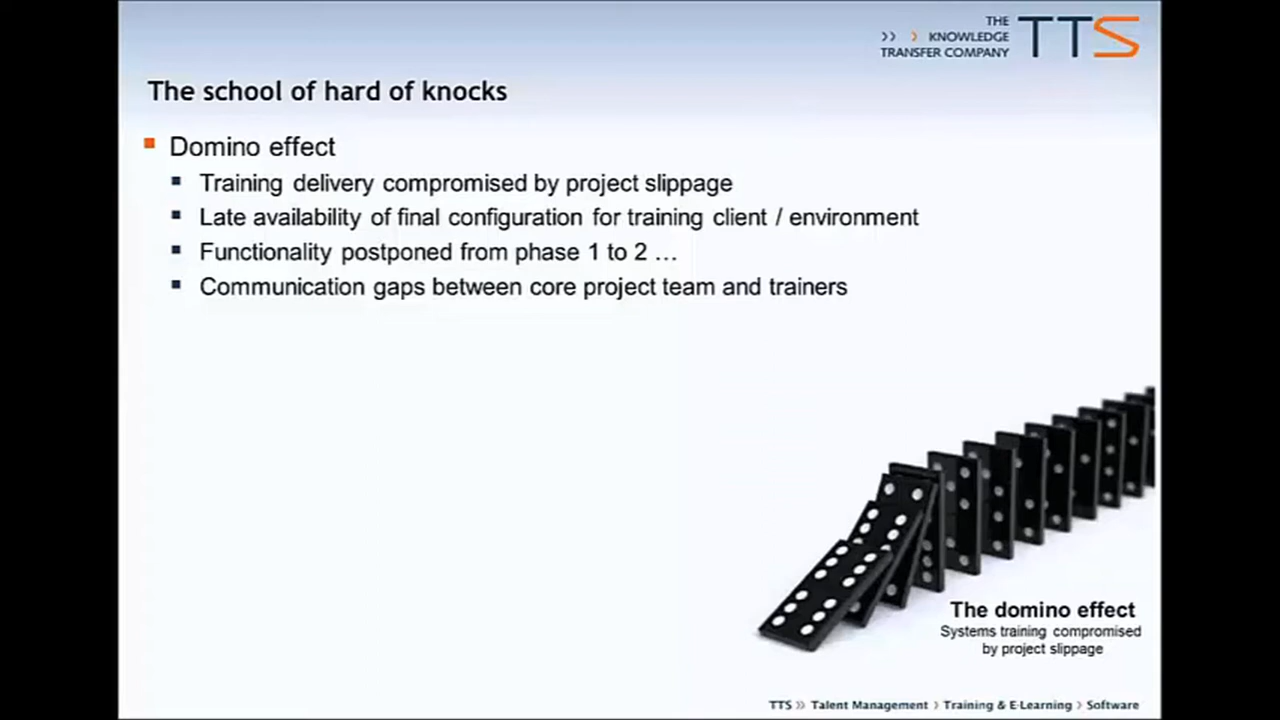 THE
>> > KNOWLEDGE
TRANSFER COMPANY
TTS
The school of hard of knocks
Domino effect
Training delivery compromised by project slippage
Late availability of final configuration for training client / environment
Functionality postponed from phase 1 to 2 ...
Communication gaps between core project team and trainers
The domino effect
Systems training compromised
by project slippage
TTS >> Talent Management > Training & E-Learning > Software